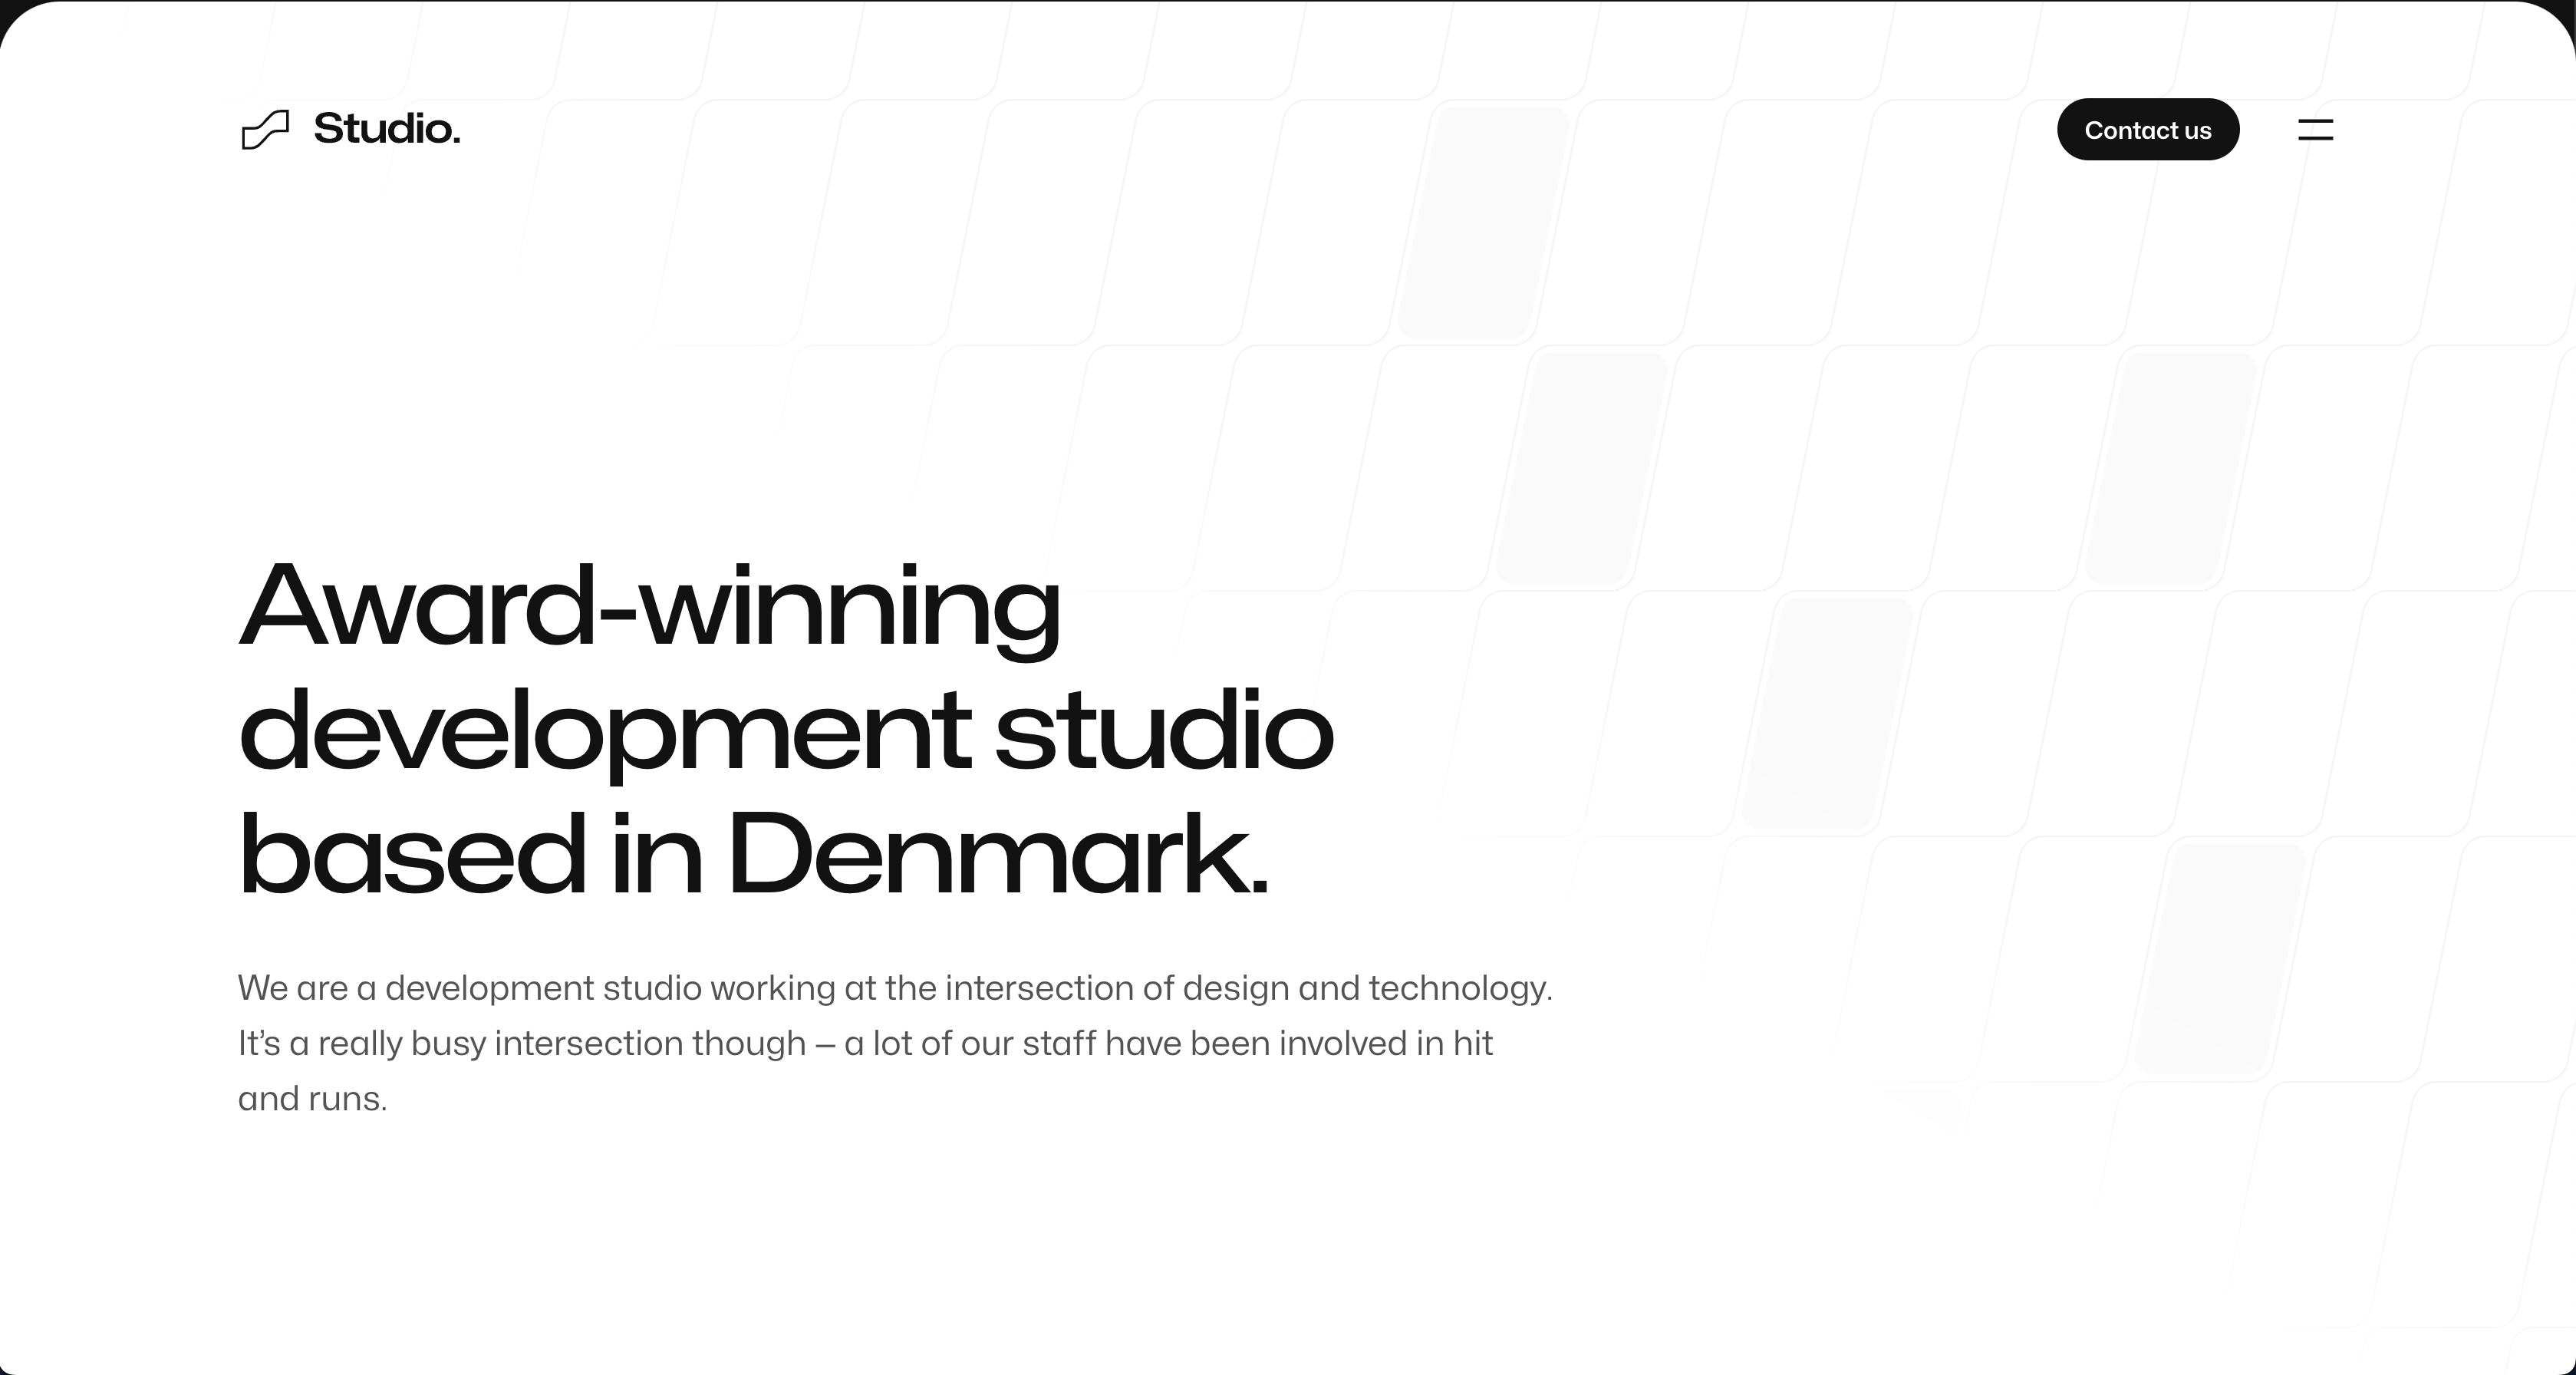 Studio.
Contact us
Award-winning
development studio
based in Denmark.
We are a development studio working at the intersection of design and technology.
It’s a really busy intersection though — a lot of our staff have been involved in hit
and runs.